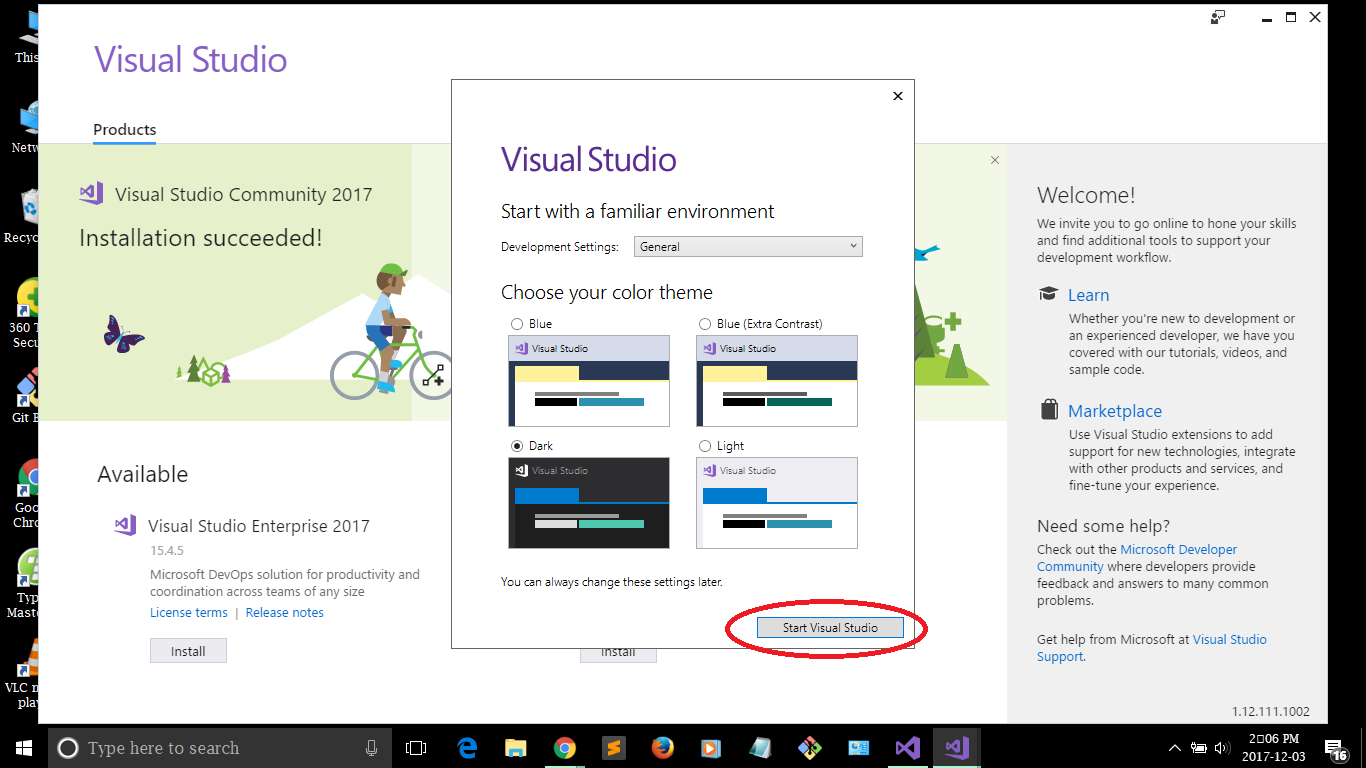 This
Netw
Recyc
360 T
Secu
Git B
Goo
Chro
Typ
Mast
VLC m
pla
Visual Studio
Products
Visual Studio Community 2017
Installation succeeded!
Available
Visual Studio Enterprise 2017
15.4.5
Microsoft DevOps solution for productivity and
coordination across teams of any size
License terms | Release notes
Install
Install
Visual Studio
Start with a familiar environment
Development Settings: General
Choose your color theme
Blue
Blue (Extra Contrast)
Visual Studio
Visual Studio
Dark
Light
Visual Studio
Visual Studio
You can always change these settings later.
Start Visual Studio
Welcome!
We invite you to go online to hone your skills
and find additional tools to support your
development workflow.
Learn
Whether you're new to development or
an experienced developer, we have you
covered with our tutorials, videos, and
sample code.
Marketplace
Use Visual Studio extensions to add
support for new technologies, integrate
with other products and services, and
fine-tune your experience.
Need some help?
Check out the Microsoft Developer
Community where developers provide
feedback and answers to many common
problems.
Get help from Microsoft at Visual Studio
Support.
1.12.111.1002
Type here to search
2□06 PM
2017-12-03
16